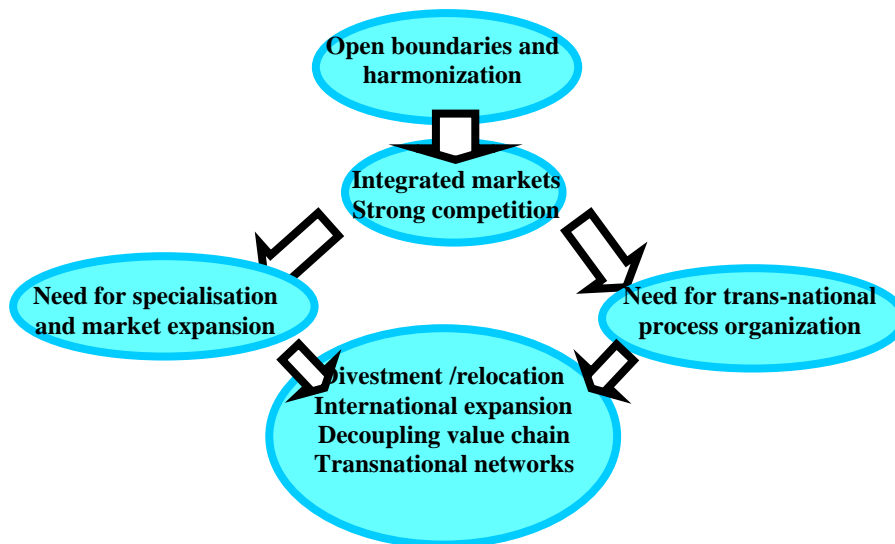 Open boundaries and
harmonization
Integrated markets
Strong competition
Need for specialisation
and market expansion
Need for trans-national
process organization
Divestment /relocation
International expansion
Decoupling value chain
Transnational networks